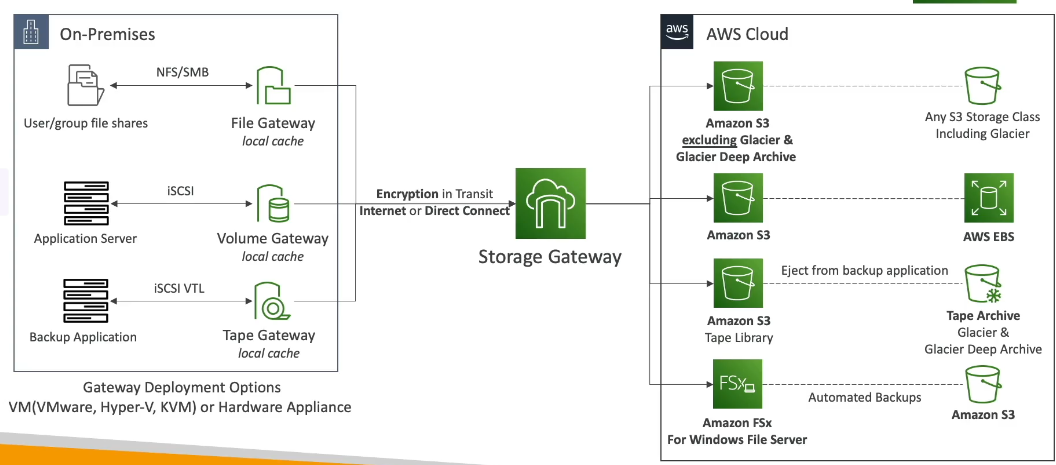 On-Premises
NFS/SMB
User/group file shares
File Gateway
local cache
iSCSI
Application Server
Volume Gateway
local cache
iSCSI VTL
Backup Application
Tape Gateway
local cache
Gateway Deployment Options
VM(VMware, Hyper-V, KVM) or Hardware Appliance
Encryption in Transit
Internet or Direct Connect
Storage Gateway
aws
AWS Cloud
Amazon S3
excluding Glacier &
Glacier Deep Archive
Any S3 Storage Class
Including Glacier
Amazon S3
AWS EBS
Amazon S3
Tape Library
Eject from backup application
Tape Archive
Glacier &
Glacier Deep Archive
FSx
Amazon FSx
For Windows File Server
Automated Backups
Amazon S3